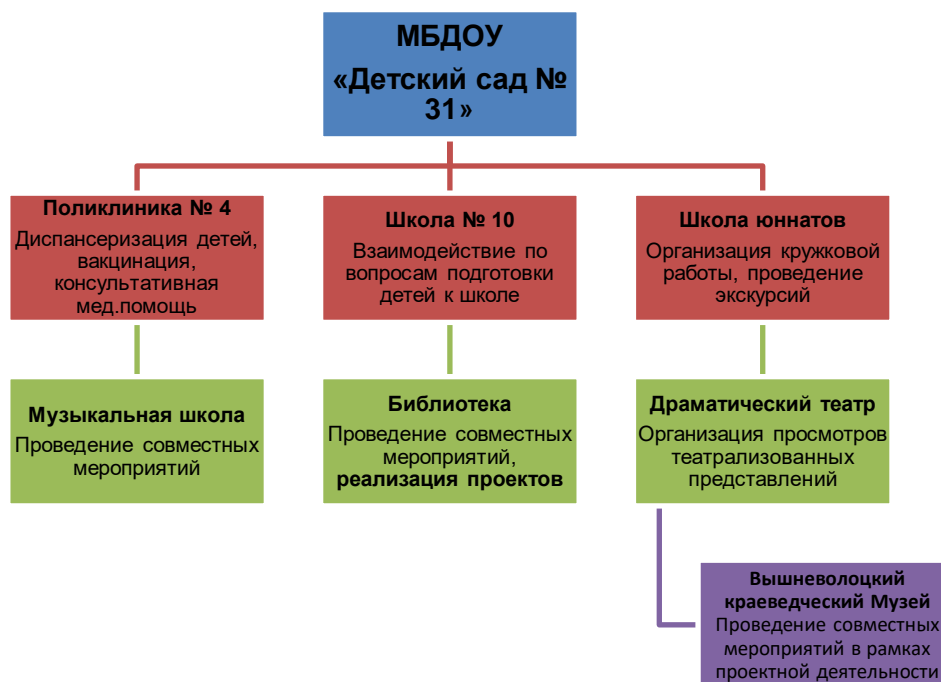 МБДОУ
«Детский сад №
31»
Поликлиника № 4
Диспансеризация детей,
вакцинация,
консультативная
мед.помощь
Школа № 10
Взаимодействие по
вопросам подготовки
детей к школе
Школа юннатов
Организация кружковой
работы, проведение
экскурсий
Музыкальная школа
Проведение совместных
мероприятий
Библиотека
Проведение совместных
мероприятий,
реализация проектов
Драматический театр
Организация просмотров
театрализованных
представлений
Вышневолоцкий
краеведческий Музей
Проведение совместных
мероприятий в рамках
проектной деятельности